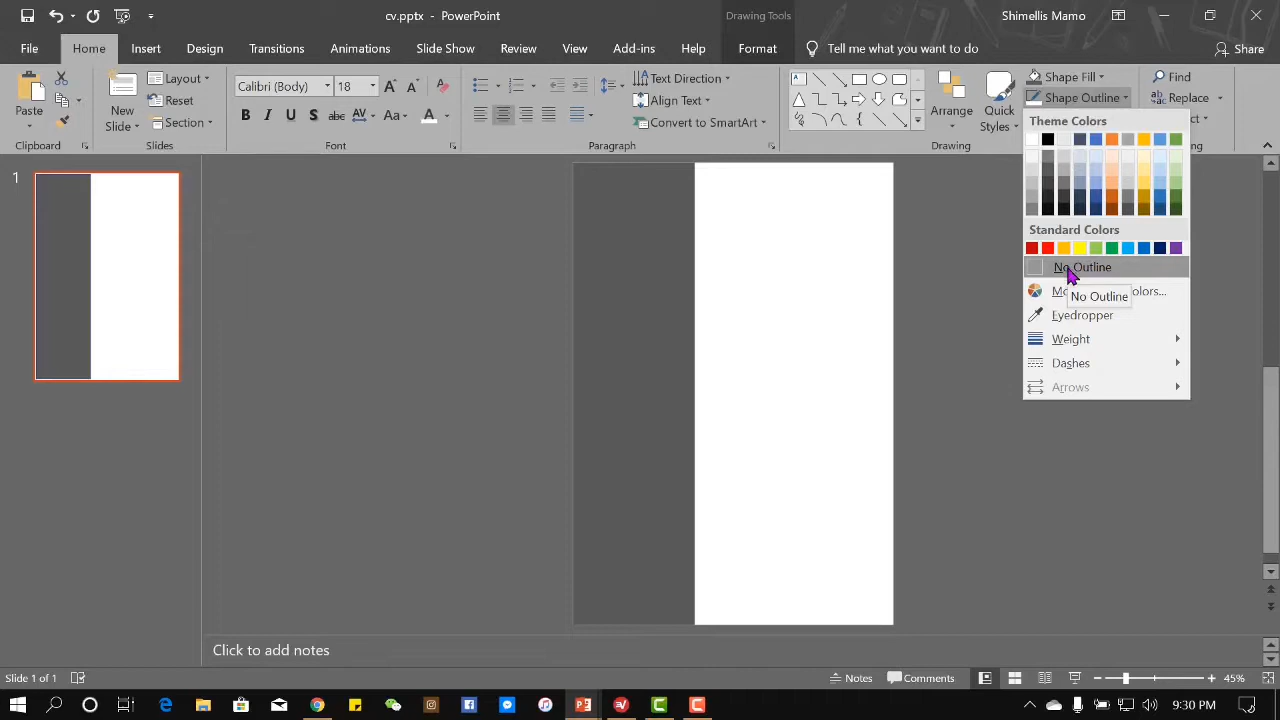 cv.pptx - PowerPoint
Drawing Tools
Shimellis Mamo
File Home Insert Design Transitions Animations Slide Show Review View Add-ins Help Format Tell me what you want to do Share
Paste
Clipboard
New Slide
Layout
Reset
Section
Slides
Calibri (Body) 18
B I U S abc AV Aa A
Font
Text Direction
Align Text
Convert to SmartArt
Paragraph
Arrange
Quick Styles
Drawing
Shape Fill
Shape Outline
Find
Replace
Theme Colors
Standard Colors
No Outline
No Outline
Eyedropper
Weight
Dashes
Arrows
1
Click to add notes
Slide 1 of 1
Notes
Comments
45%
9:30 PM